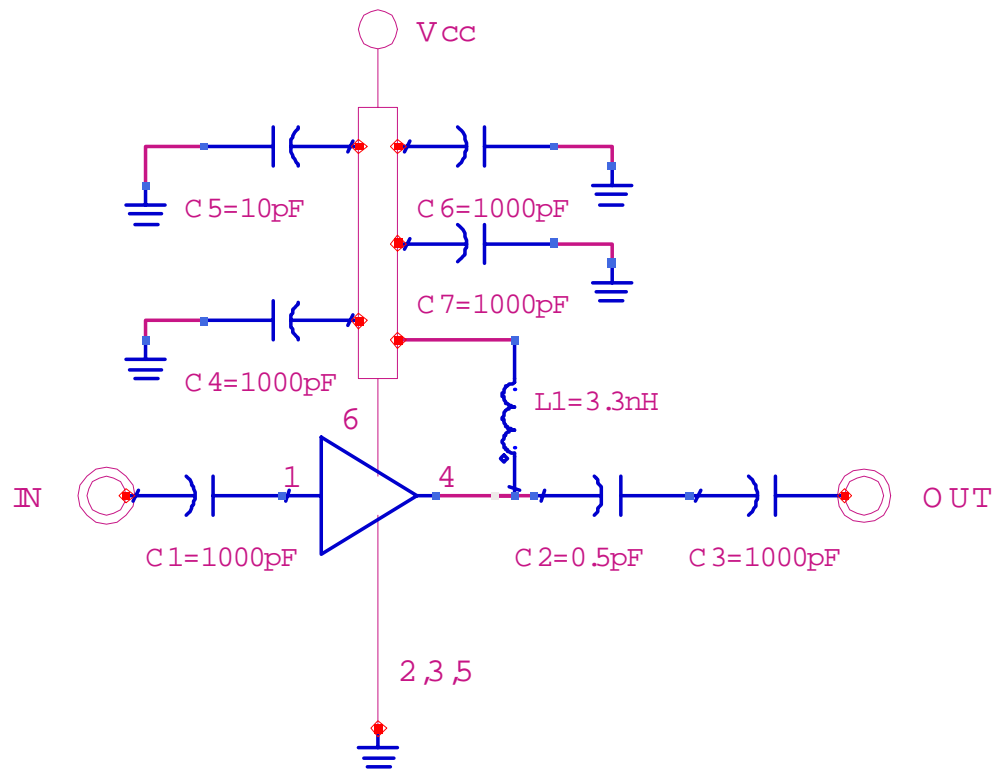 Vcc
C5=10pF
C6=1000pF
C7=1000pF
C4=1000pF
L1=3.3nH
6
1
4
IN
OUT
C1=1000pF
C2=0.5pF
C3=1000pF
2,3,5